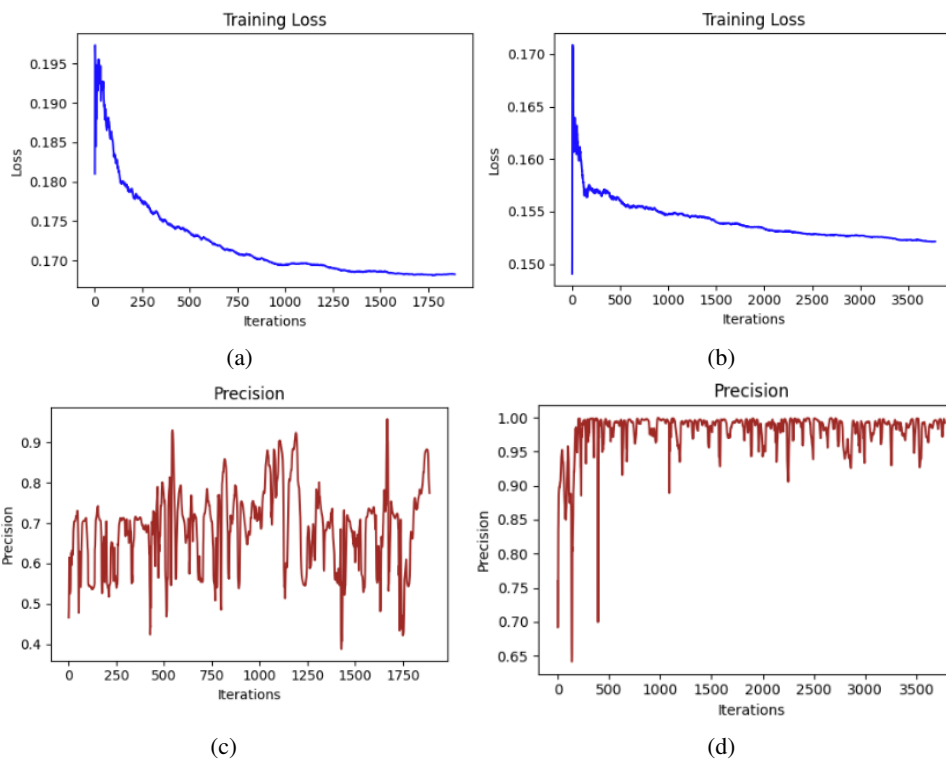 Training Loss
Loss
0.195
0.190
0.185
0.180
0.175
0.170
0 250 500 750 1000 1250 1500 1750
Iterations
(a)
Training Loss
Loss
0.170
0.165
0.160
0.155
0.150
0 500 1000 1500 2000 2500 3000 3500
Iterations
(b)
Precision
Precision
0.9
0.8
0.7
0.6
0.5
0.4
0 250 500 750 1000 1250 1500 1750
Iterations
(c)
Precision
Precision
1.00
0.95
0.90
0.85
0.80
0.75
0.70
0.65
0 500 1000 1500 2000 2500 3000 3500
Iterations
(d)